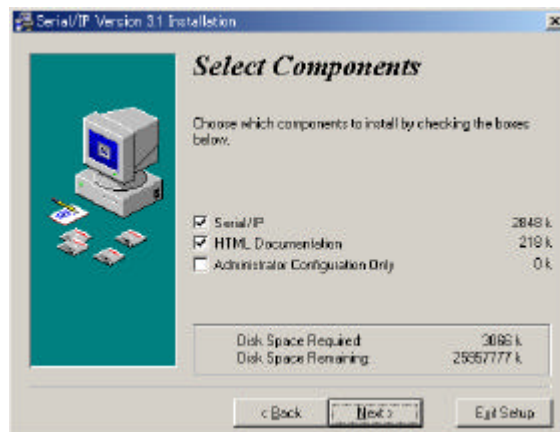 Serial/IP Version 3.1 Installation
Select Components
Choose which components to install by checking the boxes
below.
Serial/IP 2848 k
HTML Documentation 218 k
Administrator Configuration Only 0 k
Disk Space Required: 3066 k
Disk Space Remaining: 25957777 k
< Back Next > Exit Setup